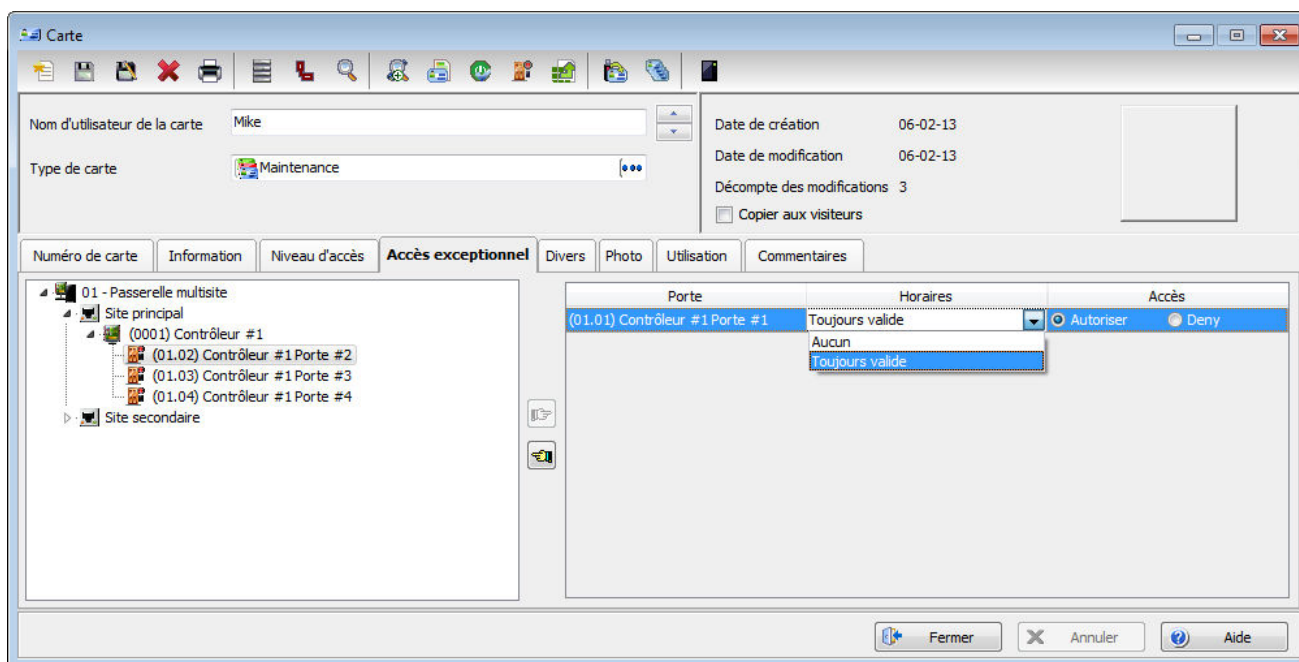 Carte
Nom d'utilisateur de la carte
Mike
Type de carte
Maintenance
Date de création 06-02-13
Date de modification 06-02-13
Décompte des modifications 3
Copier aux visiteurs
Numéro de carte Information Niveau d'accès Accès exceptionnel Divers Photo Utilisation Commentaires
01 - Passerelle multisite
Site principal
(0001) Contrôleur #1
(01.02) Contrôleur #1 Porte #2
(01.03) Contrôleur #1 Porte #3
(01.04) Contrôleur #1 Porte #4
Site secondaire
Porte Horaires Accès
(01.01) Contrôleur #1 Porte #1 Toujours valide Autoriser Deny
Aucun
Toujours valide
Fermer Annuler Aide